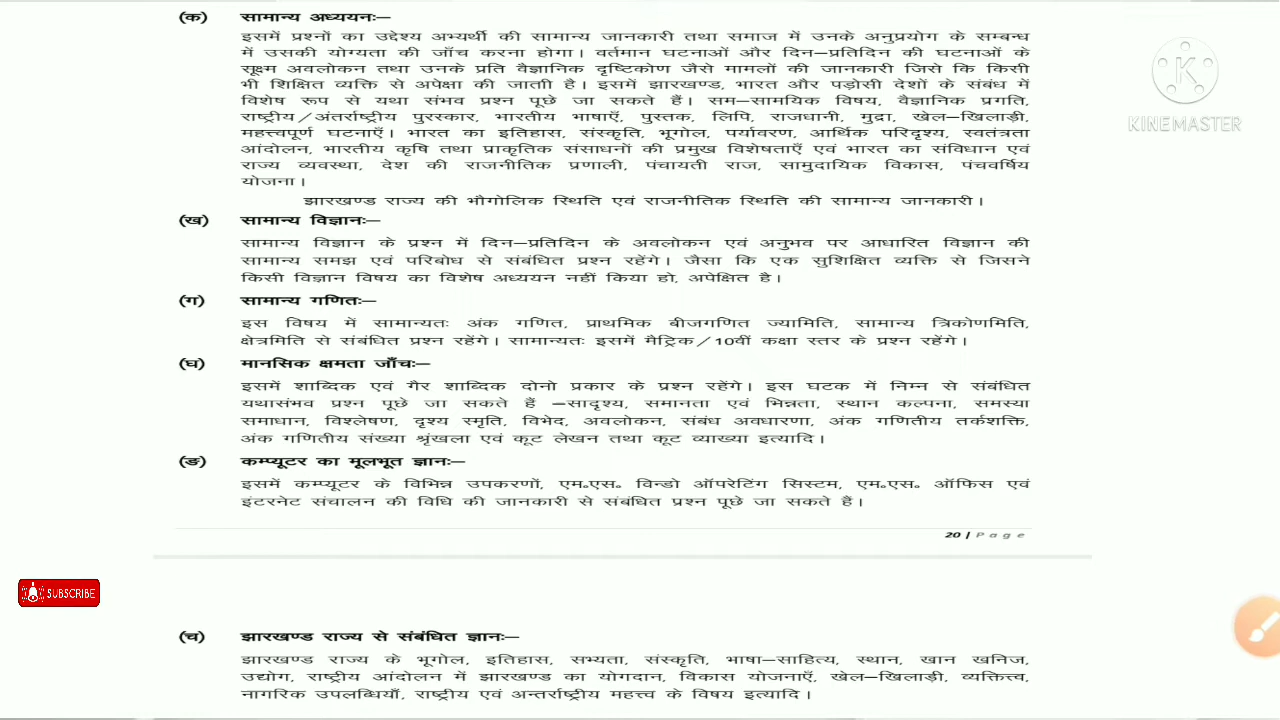 (क) सामान्य अध्ययनः—
इसमें प्रश्नों का उद्देश्य अभ्यर्थी की सामान्य जानकारी तथा समाज में उनके अनुप्रयोग के सम्बन्ध
में उसकी योग्यता की जाँच करना होगा। वर्तमान घटनाओं और दिन—प्रतिदिन की घटनाओं के
सूक्ष्म अवलोकन तथा उनके प्रति वैज्ञानिक दृष्टिकोण जैसे मामलों की जानकारी जिसे कि किसी
भी शिक्षित व्यक्ति से अपेक्षा की जाताी है। इसमें झारखण्ड, भारत और पड़ोसी देशों के संबंध में
विशेष रूप से यथा संभव प्रश्न पूछे जा सकते हैं। सम—सामयिक विषय, वैज्ञानिक प्रगति,
राष्ट्रीय/अंतर्राष्ट्रीय पुरस्कार, भारतीय भाषाएँ, पुस्तक, लिपि, राजधानी, मुद्रा, खेल—खिलाड़ी,
महत्त्वपूर्ण घटनाएँ। भारत का इतिहास, संस्कृति, भूगोल, पर्यावरण, आर्थिक परिदृश्य, स्वतंत्रता
आंदोलन, भारतीय कृषि तथा प्राकृतिक संसाधनों की प्रमुख विशेषताएँ एवं भारत का संविधान एवं
राज्य व्यवस्था, देश की राजनीतिक प्रणाली, पंचायती राज, सामुदायिक विकास, पंचवर्षिय
योजना।
झारखण्ड राज्य की भौगोलिक स्थिति एवं राजनीतिक स्थिति की सामान्य जानकारी।
(ख) सामान्य विज्ञानः—
सामान्य विज्ञान के प्रश्न में दिन—प्रतिदिन के अवलोकन एवं अनुभव पर आधारित विज्ञान की
सामान्य समझ एवं परिबोध से संबंधित प्रश्न रहेंगे। जैसा कि एक सुशिक्षित व्यक्ति से जिसने
किसी विज्ञान विषय का विशेष अध्ययन नहीं किया हो, अपेक्षित है।
(ग) सामान्य गणितः—
इस विषय में सामान्यतः अंक गणित, प्राथमिक बीजगणित ज्यामिति, सामान्य त्रिकोणमिति,
क्षेत्रमिति से संबंधित प्रश्न रहेंगे। सामान्यतः इसमें मैट्रिक/10वीं कक्षा स्तर के प्रश्न रहेंगे।
(घ) मानसिक क्षमता जाँचः—
इसमें शाब्दिक एवं गैर शाब्दिक दोनो प्रकार के प्रश्न रहेंगे। इस घटक में निम्न से संबंधित
यथासंभव प्रश्न पूछे जा सकते हैं —सादृश्य, समानता एवं भिन्नता, स्थान कल्पना, समस्या
समाधान, विश्लेषण, दृश्य स्मृति, विभेद, अवलोकन, संबंध अवधारणा, अंक गणितीय तर्कशक्ति,
अंक गणितीय संख्या श्रृंखला एवं कूट लेखन तथा कूट व्याख्या इत्यादि।
(ङ) कम्प्यूटर का मूलभूत ज्ञानः—
इसमें कम्प्यूटर के विभिन्न उपकरणों, एम०एस० विन्डो ऑपरेटिंग सिस्टम, एम०एस० ऑफिस एवं
इंटरनेट संचालन की विधि की जानकारी से संबंधित प्रश्न पूछे जा सकते हैं।
20 | Page
(च) झारखण्ड राज्य से संबंधित ज्ञानः—
झारखण्ड राज्य के भूगोल, इतिहास, सभ्यता, संस्कृति, भाषा—साहित्य, स्थान, खान खनिज,
उद्योग, राष्ट्रीय आंदोलन में झारखण्ड का योगदान, विकास योजनाएँ, खेल—खिलाड़ी, व्यक्तित्त्व,
नागरिक उपलब्धियाँ, राष्ट्रीय एवं अन्तर्राष्ट्रीय महत्त्व के विषय इत्यादि।
K
KINEMASTER
SUBSCRIBE